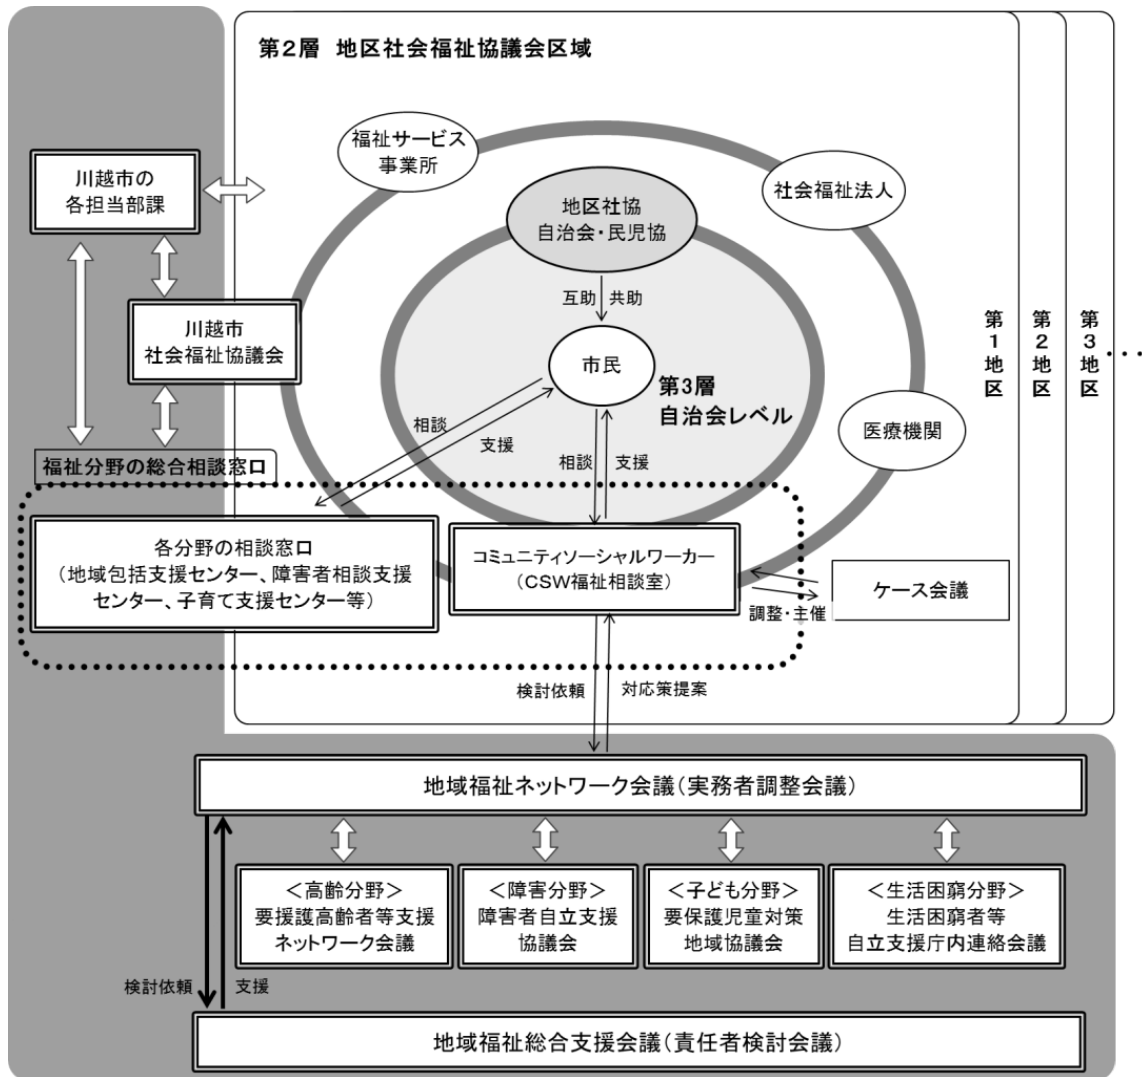 第2層 地区社会福祉協議会区域
福祉サービス
事業所
川越市の
各担当部課
社会福祉法人
地区社協
自治会・民児協
互助
共助
川越市
社会福祉協議会
市民
第3層
自治会レベル
第1地区
第2地区
第3地区
・・・
相談
支援
医療機関
福祉分野の総合相談窓口
相談
支援
各分野の相談窓口
（地域包括支援センター、障害者相談支援
センター、子育て支援センター等）
コミュニティソーシャルワーカー
（CSW福祉相談室）
ケース会議
調整・主催
検討依頼
対応策提案
地域福祉ネットワーク会議（実務者調整会議）
＜高齢分野＞
要援護高齢者等支援
ネットワーク会議
＜障害分野＞
障害者自立支援
協議会
＜子ども分野＞
要保護児童対策
地域協議会
＜生活困窮分野＞
生活困窮者等
自立支援庁内連絡会議
検討依頼
支援
地域福祉総合支援会議（責任者検討会議）